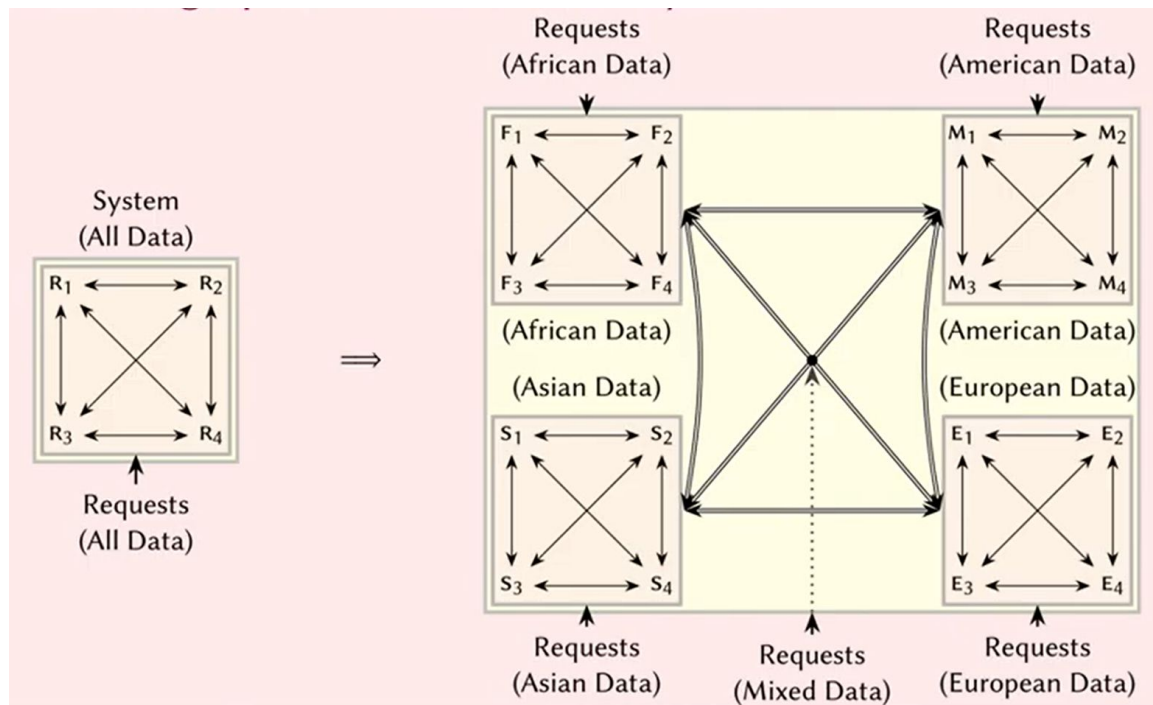 System
(All Data)
R1 R2
R3 R4
Requests
(All Data)
⟹
Requests
(African Data)
F1 F2
F3 F4
(African Data)
Requests
(American Data)
M1 M2
M3 M4
(American Data)
(Asian Data)
S1 S2
S3 S4
Requests
(Asian Data)
Requests
(Mixed Data)
(European Data)
E1 E2
E3 E4
Requests
(European Data)